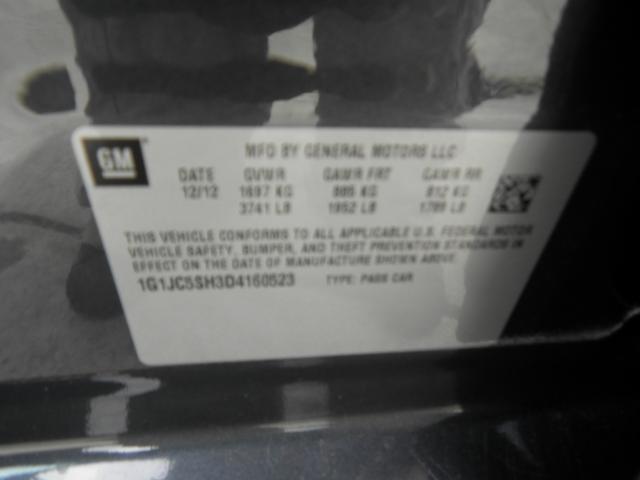 GM
MFD BY GENERAL MOTORS LLC
DATE GVWR GAWR FRT GAWR RR
12/12 1697 KG 885 KG 812 KG
3741 LB 1952 LB 1789 LB
THIS VEHICLE CONFORMS TO ALL APPLICABLE U.S. FEDERAL MOTOR
VEHICLE SAFETY, BUMPER, AND THEFT PREVENTION STANDARDS IN
EFFECT ON THE DATE OF MANUFACTURE SHOWN ABOVE.
1G1JC5SH3D4160523 TYPE: PASS CAR